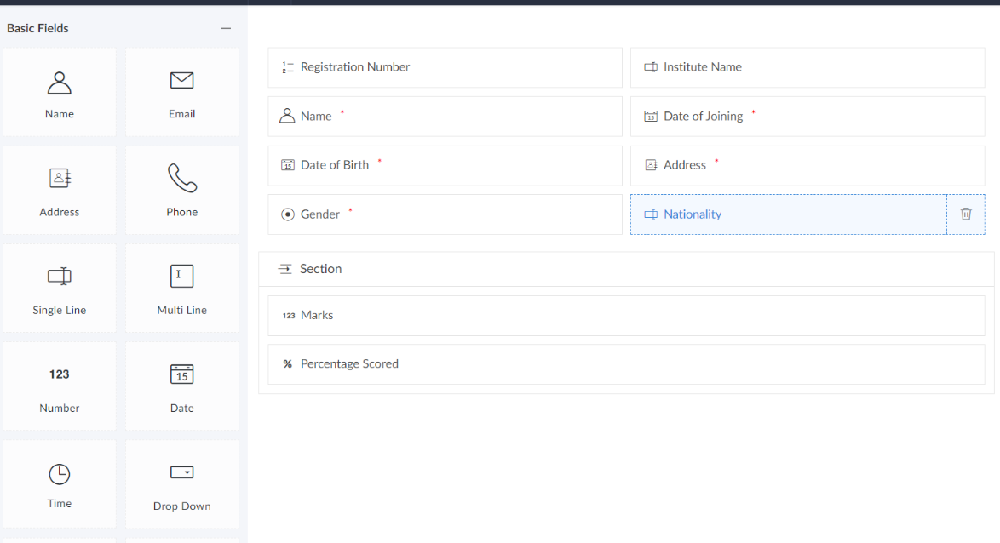 Basic Fields
Name
Email
Address
Phone
Single Line
Multi Line
123
Number
15
Date
Time
Drop Down
Registration Number
Institute Name
Name *
15 Date of Joining *
15 Date of Birth *
Address *
Gender *
Nationality
Section
123 Marks
% Percentage Scored